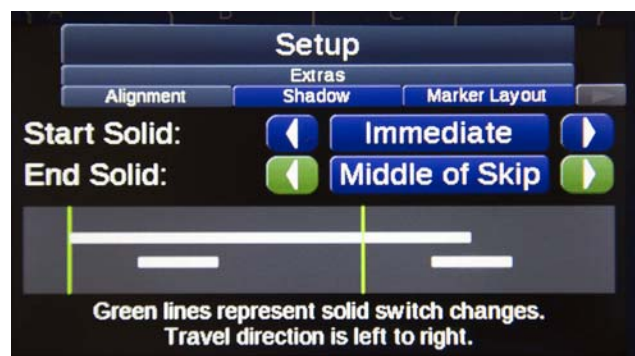 A B C D
Setup
Extras
Alignment Shadow Marker Layout
Start Solid: Immediate
End Solid: Middle of Skip
Green lines represent solid switch changes.
Travel direction is left to right.